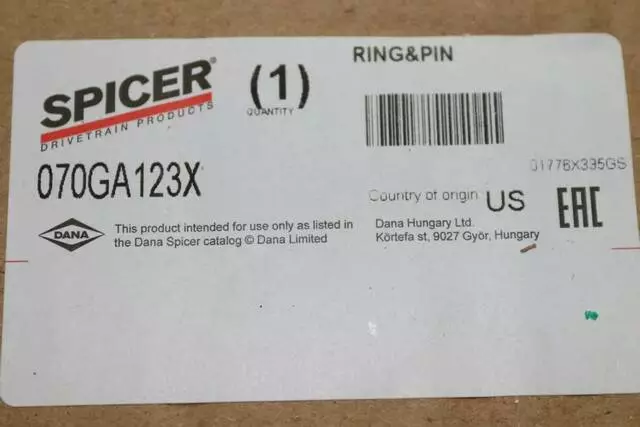 SPICER®
DRIVETRAIN PRODUCTS
(1)
QUANTITY
RING&PIN
070GA123X
01776X335GS
Country of origin US
EAC
DANA
This product intended for use only as listed in
the Dana Spicer catalog © Dana Limited
Dana Hungary Ltd.
Körtefa st, 9027 Győr, Hungary